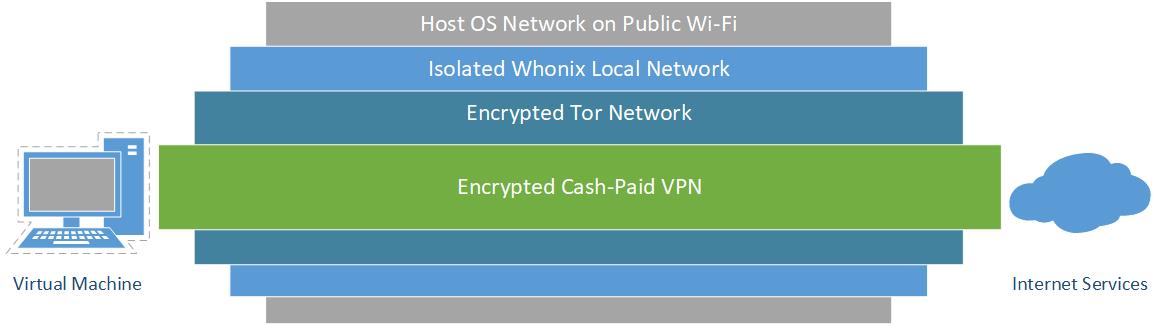 Host OS Network on Public Wi-Fi
Isolated Whonix Local Network
Encrypted Tor Network
Encrypted Cash-Paid VPN
Virtual Machine
Internet Services